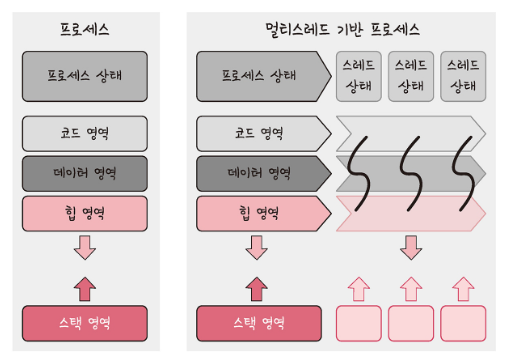 프로세스
프로세스 상태
코드 영역
데이터 영역
힙 영역
스택 영역
멀티스레드 기반 프로세스
프로세스 상태
스레드
상태
스레드
상태
스레드
상태
코드 영역
데이터 영역
힙 영역
스택 영역